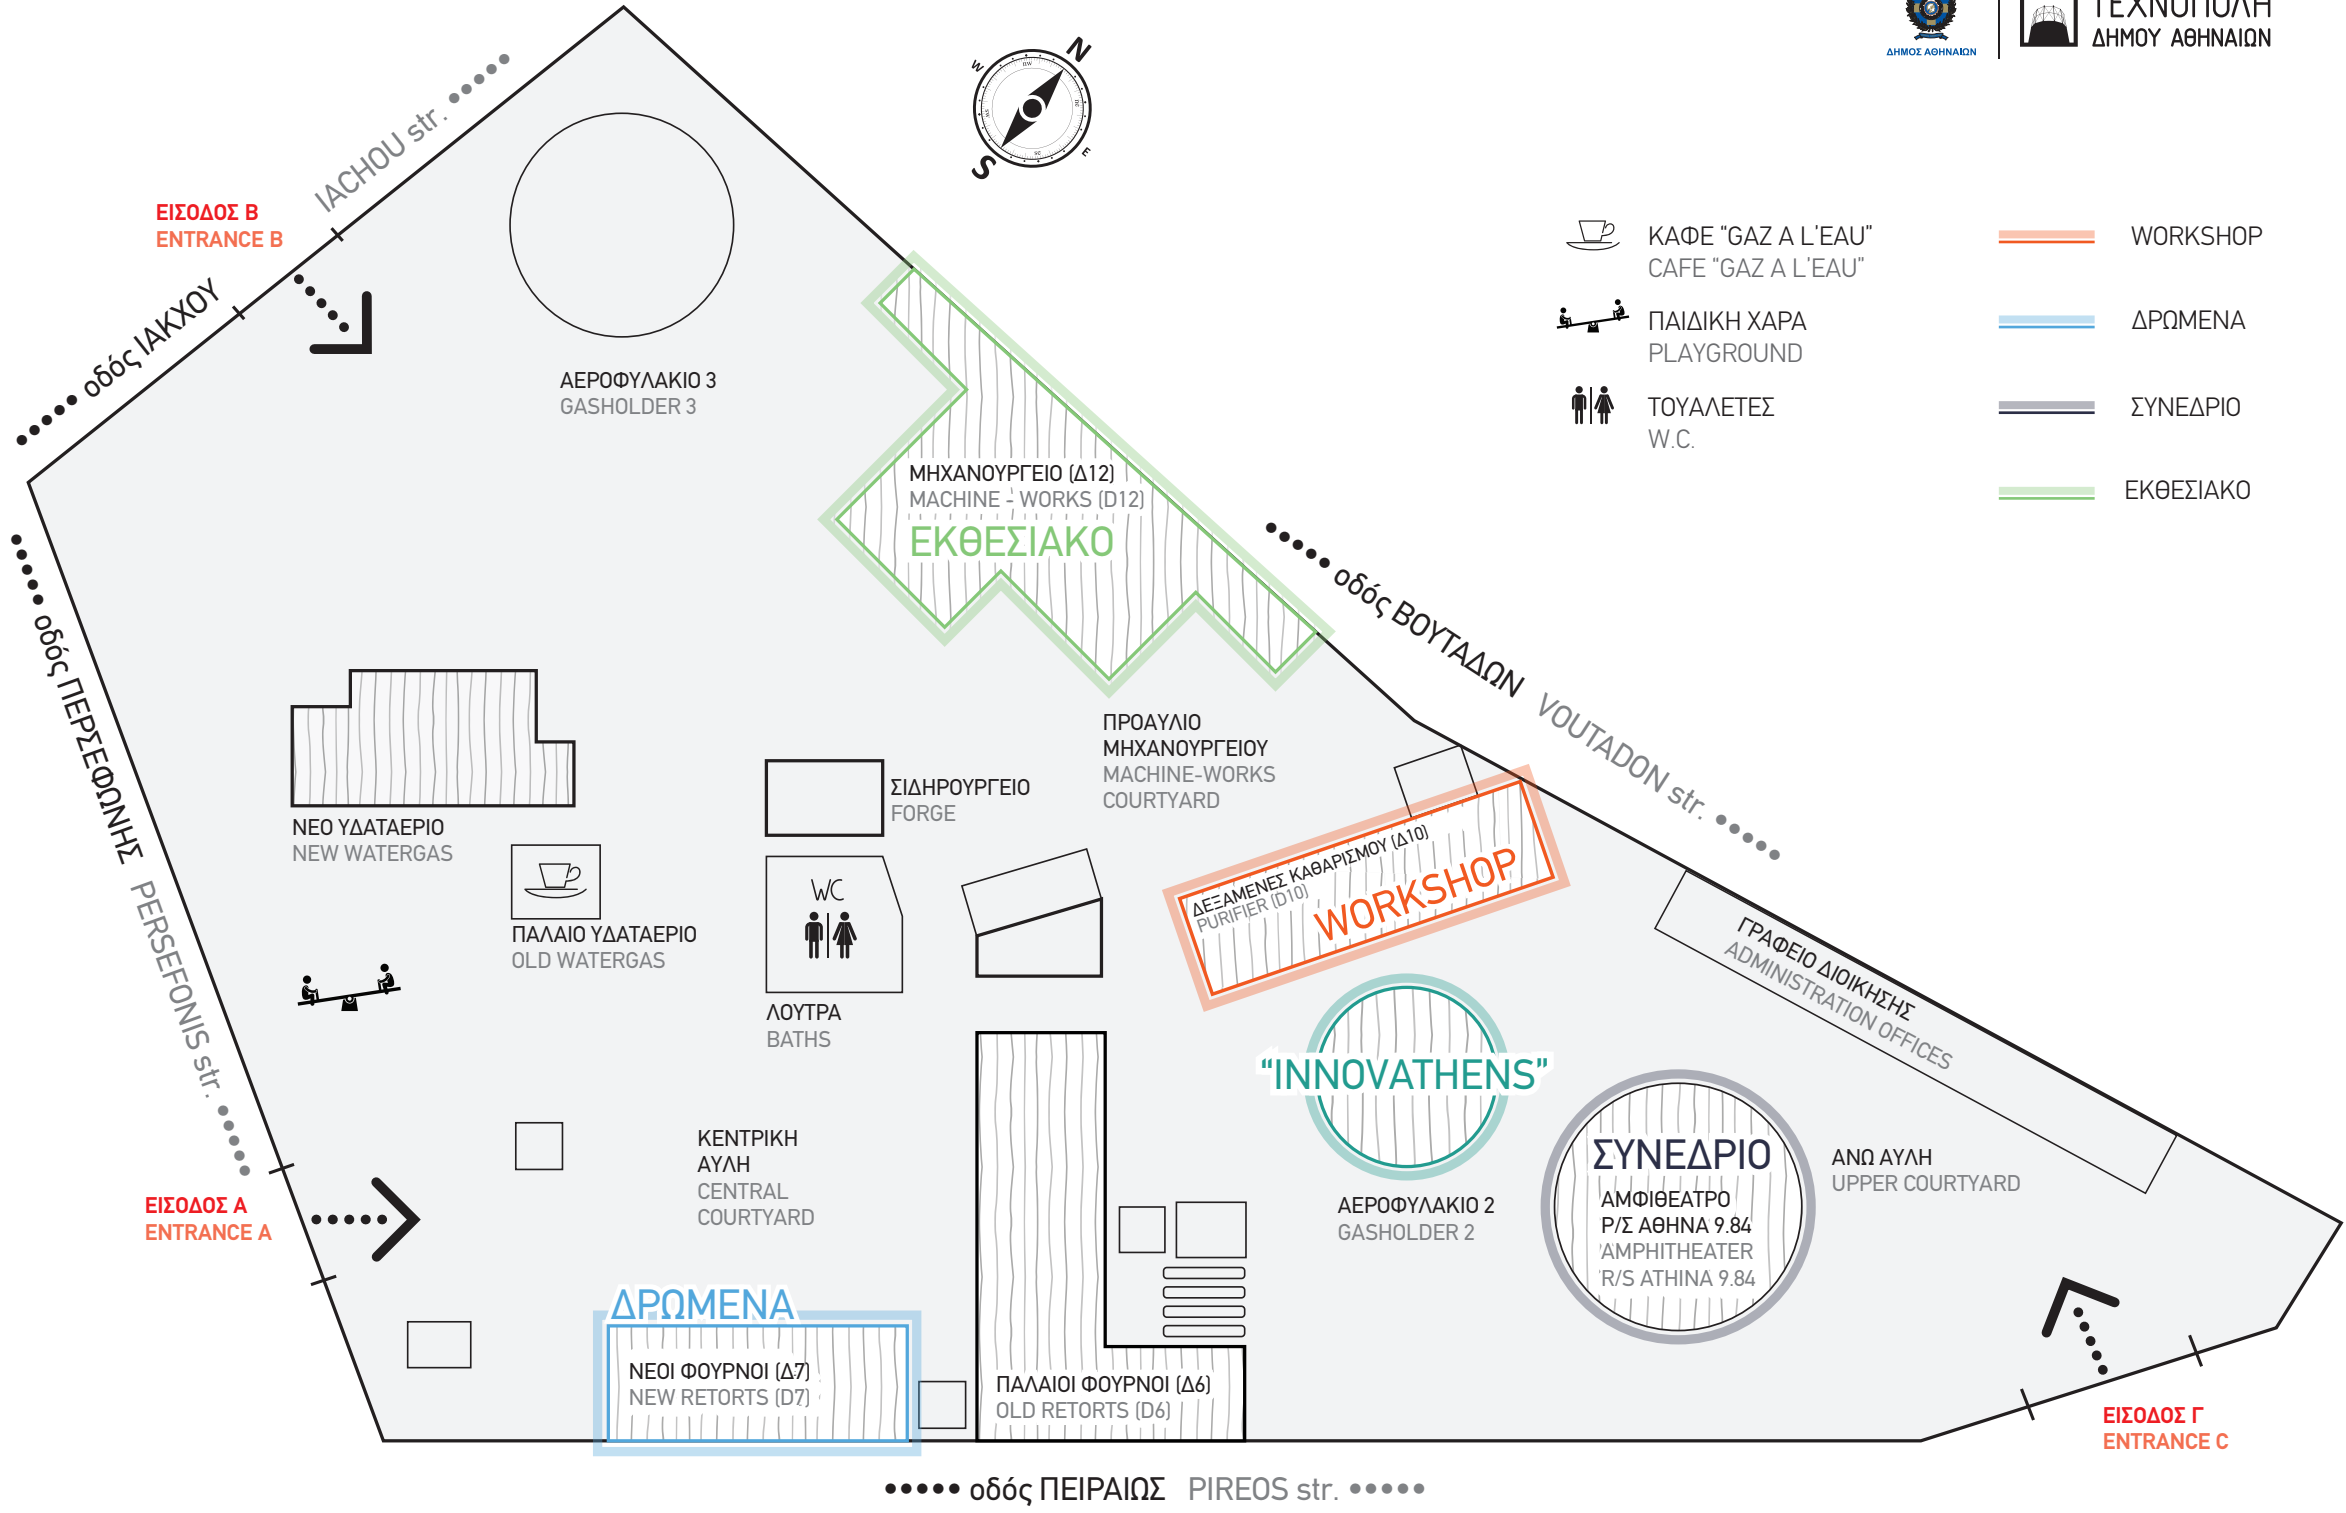 ΔΗΜΟΣ ΑΘΗΝΑΙΩΝ
ΤΕΧΝΟΠΟΛΗ
ΔΗΜΟΥ ΑΘΗΝΑΙΩΝ
N
W
E
S
IACHOU str.
ΕΙΣΟΔΟΣ Β
ENTRANCE B
οδός ΙΑΚΧΟΥ
ΑΕΡΟΦΥΛΑΚΙΟ 3
GASHOLDER 3
ΚΑΦΕ "GAZ A L'EAU"
CAFE "GAZ A L'EAU"
ΠΑΙΔΙΚΗ ΧΑΡΑ
PLAYGROUND
ΤΟΥΑΛΕΤΕΣ
W.C.
WORKSHOP
ΔΡΩΜΕΝΑ
ΣΥΝΕΔΡΙΟ
ΕΚΘΕΣΙΑΚΟ
ΜΗΧΑΝΟΥΡΓΕΙΟ (Δ12)
MACHINE - WORKS (D12)
ΕΚΘΕΣΙΑΚΟ
οδός ΒΟΥΤΑΔΩΝ VOUTADON str.
οδός ΠΕΡΣΕΦΩΝΗΣ PERSEFONIS str.
ΝΕΟ ΥΔΑΤΑΕΡΙΟ
NEW WATERGAS
ΣΙΔΗΡΟΥΡΓΕΙΟ
FORGE
ΠΡΟΑΥΛΙΟ
ΜΗΧΑΝΟΥΡΓΕΙΟΥ
MACHINE-WORKS
COURTYARD
ΠΑΛΑΙΟ ΥΔΑΤΑΕΡΙΟ
OLD WATERGAS
WC
ΛΟΥΤΡΑ
BATHS
ΔΕΞΑΜΕΝΕΣ ΚΑΘΑΡΙΣΜΟΥ (Δ10)
PURIFIER (D10)
WORKSHOP
ΓΡΑΦΕΙΟ ΔΙΟΙΚΗΣΗΣ
ADMINISTRATION OFFICES
"INNOVATHENS"
ΑΕΡΟΦΥΛΑΚΙΟ 2
GASHOLDER 2
ΣΥΝΕΔΡΙΟ
ΑΜΦΙΘΕΑΤΡΟ
Ρ/Σ ΑΘΗΝΑ 9.84
AMPHITHEATER
R/S ATHINA 9.84
ΑΝΩ ΑΥΛΗ
UPPER COURTYARD
ΚΕΝΤΡΙΚΗ
ΑΥΛΗ
CENTRAL
COURTYARD
ΕΙΣΟΔΟΣ Α
ENTRANCE A
ΔΡΩΜΕΝΑ
ΝΕΟΙ ΦΟΥΡΝΟΙ (Δ7)
NEW RETORTS (D7)
ΠΑΛΑΙΟΙ ΦΟΥΡΝΟΙ (Δ6)
OLD RETORTS (D6)
ΕΙΣΟΔΟΣ Γ
ENTRANCE C
οδός ΠΕΙΡΑΙΩΣ PIREOS str.